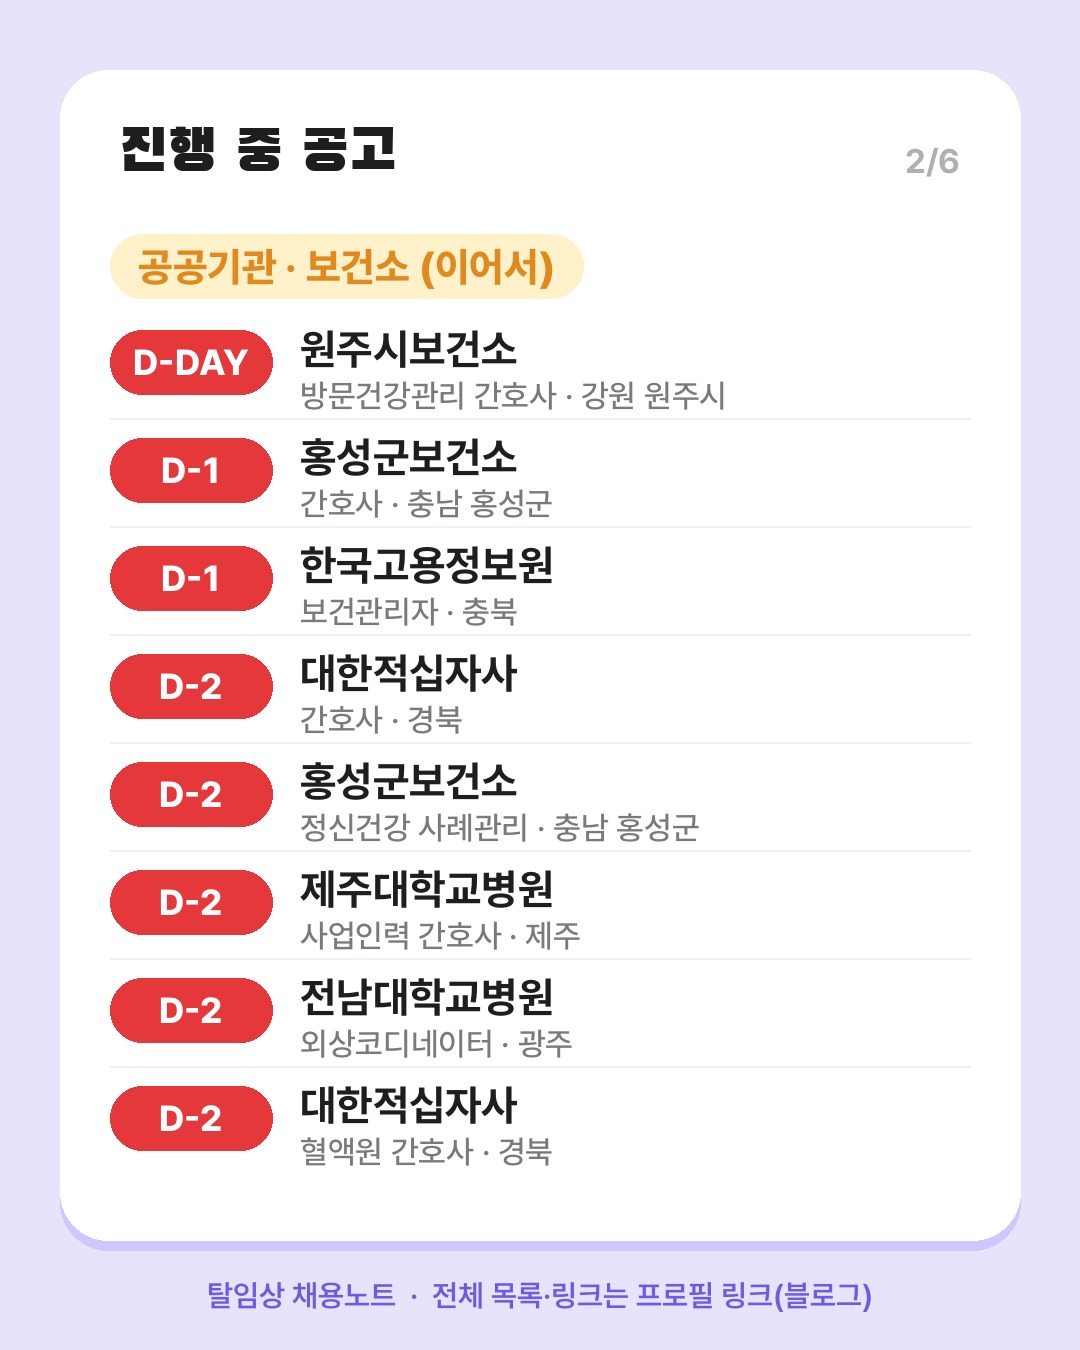 진행 중 공고
2/6
공공기관 · 보건소 (이어서)
D-DAY
원주시보건소
방문건강관리 간호사 · 강원 원주시
D-1
홍성군보건소
간호사 · 충남 홍성군
D-1
한국고용정보원
보건관리자 · 충북
D-2
대한적십자사
간호사 · 경북
D-2
홍성군보건소
정신건강 사례관리 · 충남 홍성군
D-2
제주대학교병원
사업인력 간호사 · 제주
D-2
전남대학교병원
외상코디네이터 · 광주
D-2
대한적십자사
혈액원 간호사 · 경북
탈임상 채용노트 · 전체 목록·링크는 프로필 링크(블로그)